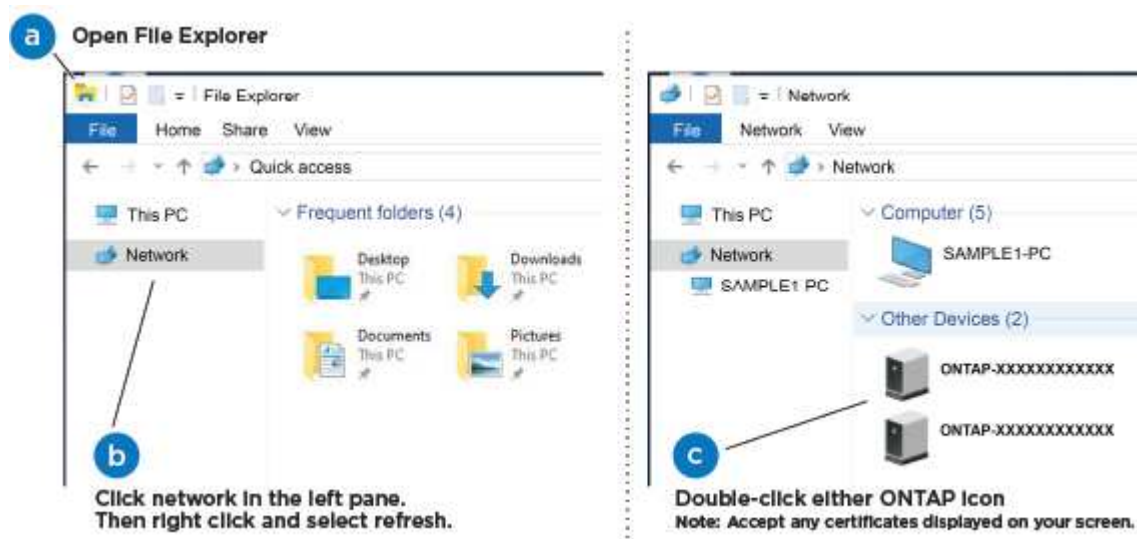 a
Open File Explorer
File Explorer
File Home Share View
Quick access
This PC
Network
Frequent folders (4)
Desktop
This PC
Downloads
This PC
Documents
This PC
Pictures
This PC
b
Click network in the left pane.
Then right click and select refresh.
Network
File Network View
Network
This PC
Network
SAMPLE1 PC
Computer (5)
SAMPLE1-PC
Other Devices (2)
ONTAP-XXXXXXXXXXXX
ONTAP-XXXXXXXXXXXX
c
Double-click either ONTAP icon
Note: Accept any certificates displayed on your screen.